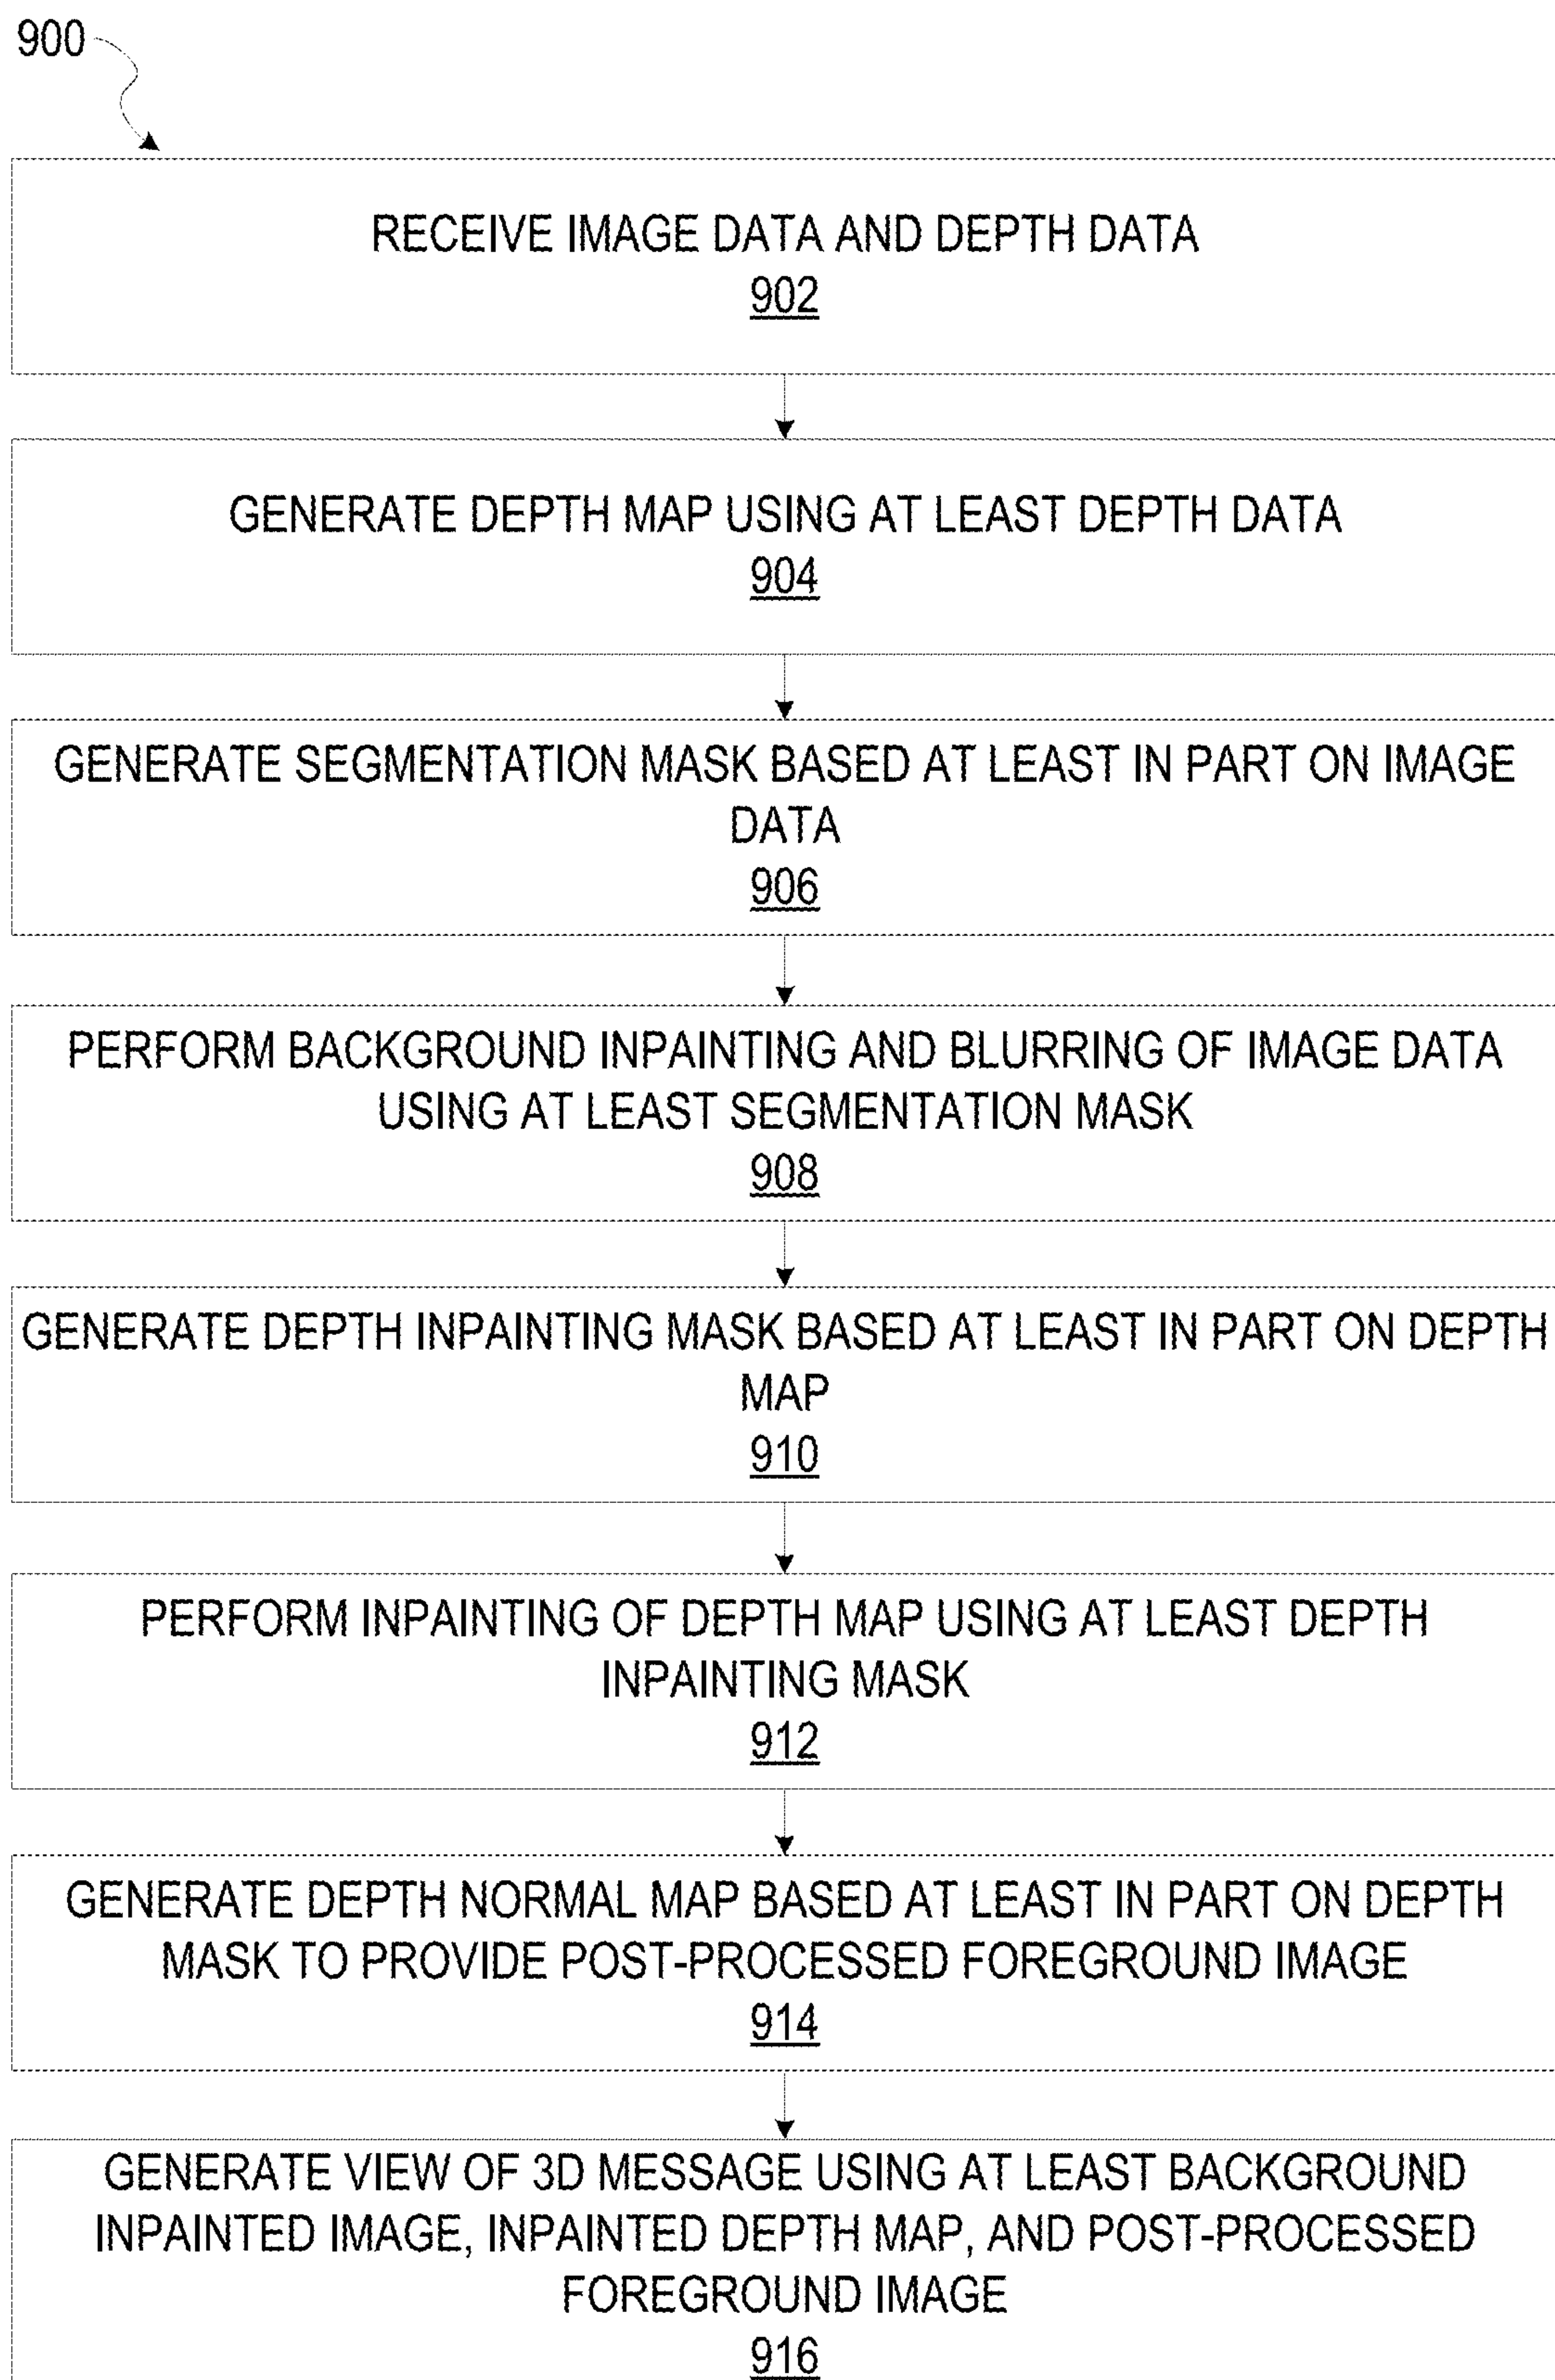 900
RECEIVE IMAGE DATA AND DEPTH DATA
902
GENERATE DEPTH MAP USING AT LEAST DEPTH DATA
904
GENERATE SEGMENTATION MASK BASED AT LEAST IN PART ON IMAGE
DATA
906
PERFORM BACKGROUND INPAINTING AND BLURRING OF IMAGE DATA
USING AT LEAST SEGMENTATION MASK
908
GENERATE DEPTH INPAINTING MASK BASED AT LEAST IN PART ON DEPTH
MAP
910
PERFORM INPAINTING OF DEPTH MAP USING AT LEAST DEPTH
INPAINTING MASK
912
GENERATE DEPTH NORMAL MAP BASED AT LEAST IN PART ON DEPTH
MASK TO PROVIDE POST-PROCESSED FOREGROUND IMAGE
914
GENERATE VIEW OF 3D MESSAGE USING AT LEAST BACKGROUND
INPAINTED IMAGE, INPAINTED DEPTH MAP, AND POST-PROCESSED
FOREGROUND IMAGE
916